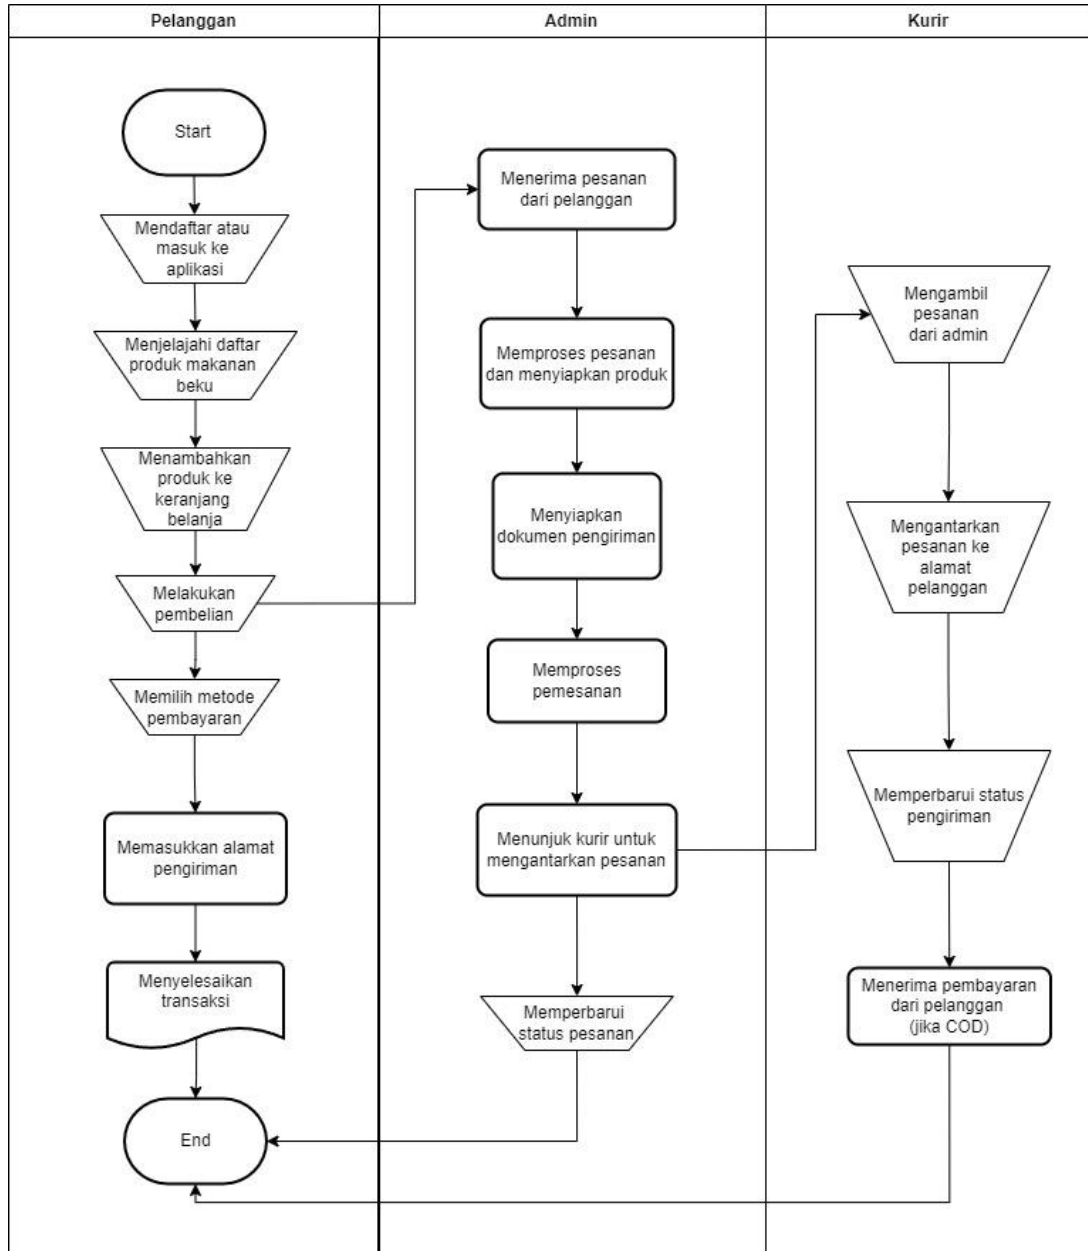 Pelanggan
Admin
Kurir
Start
Mendaftar atau
masuk ke
aplikasi
Menjelajahi daftar
produk makanan
beku
Menambahkan
produk ke
keranjang
belanja
Melakukan
pembelian
Memilih metode
pembayaran
Memasukkan alamat
pengiriman
Menyelesaikan
transaksi
End
Menerima pesanan
dari pelanggan
Memproses pesanan
dan menyiapkan produk
Menyiapkan
dokumen pengiriman
Memproses
pemesanan
Menunjuk kurir untuk
mengantarkan pesanan
Memperbarui
status pesanan
Mengambil
pesanan
dari admin
Mengantarkan
pesanan ke
alamat
pelanggan
Memperbarui status
pengiriman
Menerima pembayaran
dari pelanggan
(jika COD)